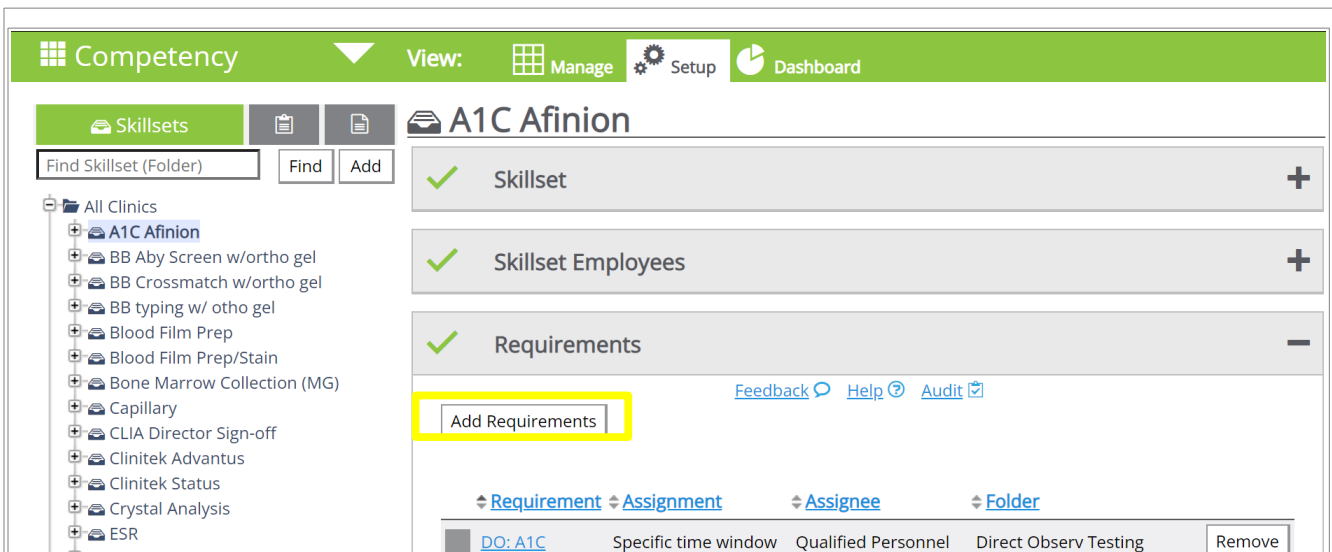 Competency
View:
Manage
Setup
Dashboard
Skillsets
Find Skillset (Folder)
Find
Add
All Clinics
A1C Afinion
BB Aby Screen w/ortho gel
BB Crossmatch w/ortho gel
BB typing w/ otho gel
Blood Film Prep
Blood Film Prep/Stain
Bone Marrow Collection (MG)
Capillary
CLIA Director Sign-off
Clinitek Advantus
Clinitek Status
Crystal Analysis
ESR
A1C Afinion
Skillset
Skillset Employees
Requirements
Feedback Help Audit
Add Requirements
Requirement Assignment Assignee Folder
DO: A1C Specific time window Qualified Personnel Direct Observ Testing Remove